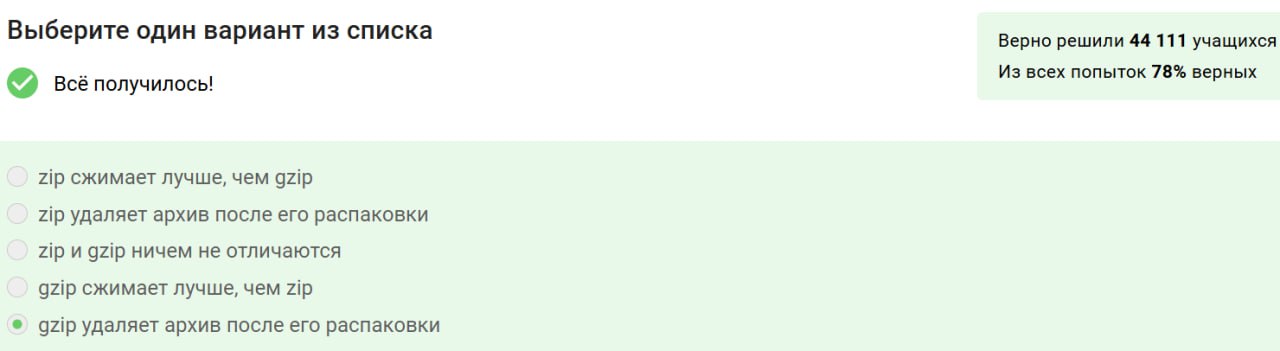 Выберите один вариант из списка
Верно решили 44 111 учащихся
Из всех попыток 78% верных
Всё получилось!
zip сжимает лучше, чем gzip
zip удаляет архив после его распаковки
zip и gzip ничем не отличаются
gzip сжимает лучше, чем zip
gzip удаляет архив после его распаковки